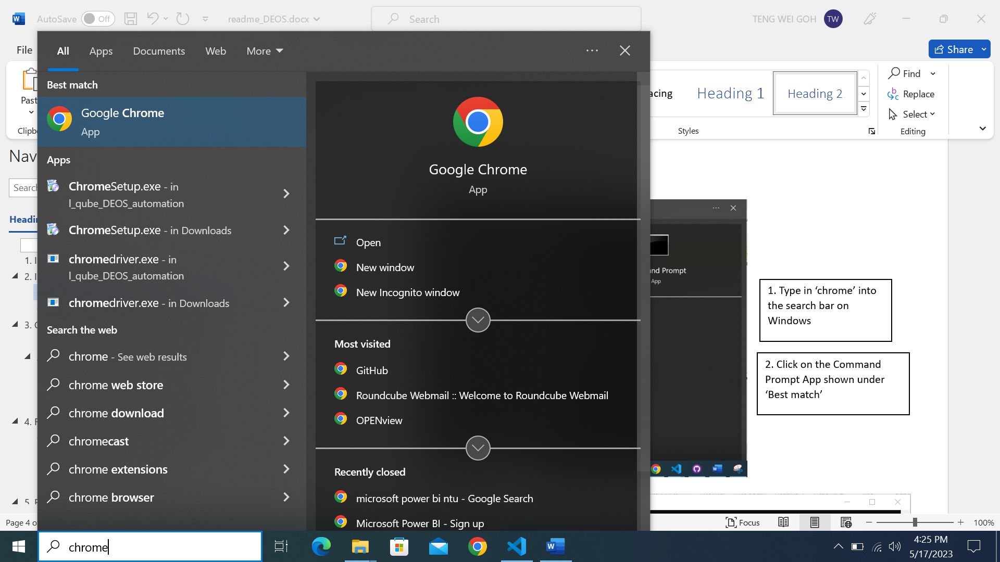 AutoSave Off
readme_DEOS.docx
Search
TENG WEI GOH TW
File
Share
All Apps Documents Web More
Find
Replace
Select
Editing
Heading 1
Heading 2
Styles
Best match
Google Chrome
App
Apps
ChromeSetup.exe - in
l_qube_DEOS_automation
ChromeSetup.exe - in Downloads
chromedriver.exe - in
l_qube_DEOS_automation
chromedriver.exe - in Downloads
Search the web
chrome - See web results
chrome web store
chrome download
chromecast
chrome extensions
chrome browser
Google Chrome
App
Open
New window
New Incognito window
Most visited
GitHub
Roundcube Webmail :: Welcome to Roundcube Webmail
OPENview
Recently closed
microsoft power bi ntu - Google Search
Microsoft Power BI - Sign up
Prompt
App
1. Type in ‘chrome’ into
the search bar on
Windows
2. Click on the Command
Prompt App shown under
‘Best match’
Search
1.
2.
3.
4.
5.
Page 4
Focus
100%
chrome
4:25 PM
5/17/2023